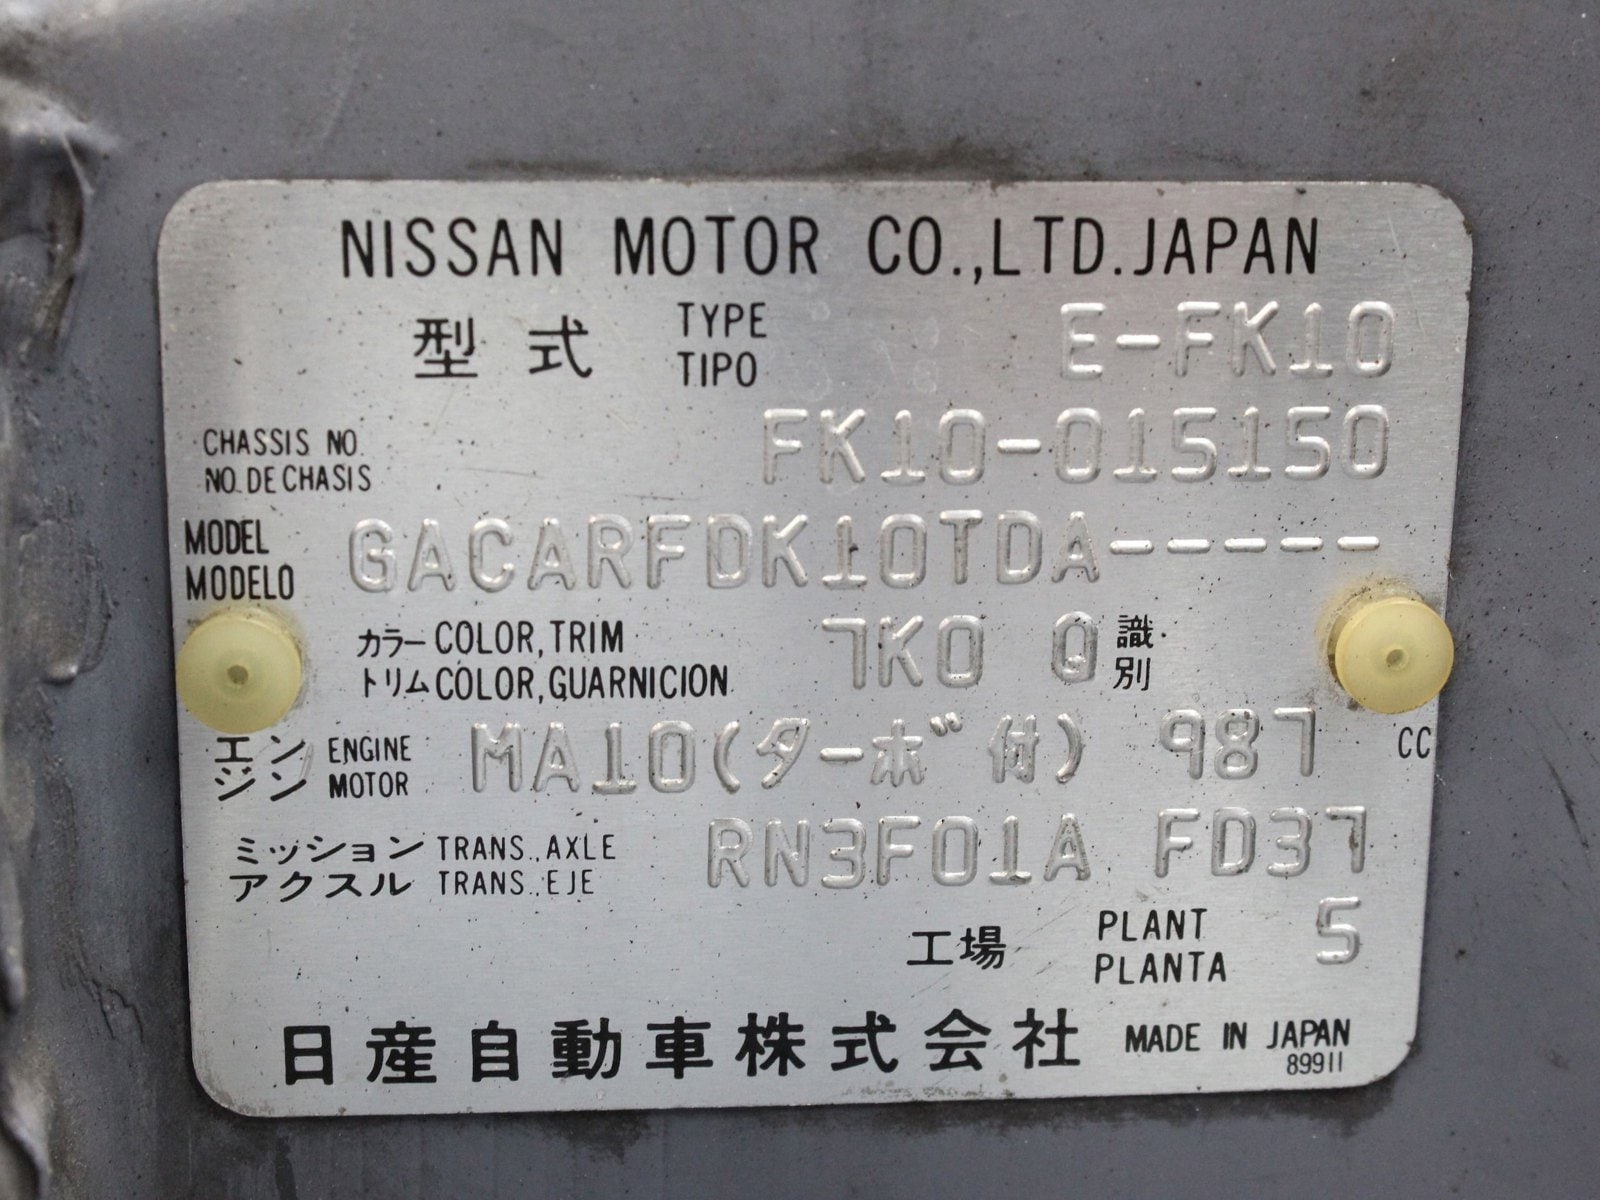 NISSAN MOTOR CO.,LTD.JAPAN
型式 TYPE E-FK10
TIPO
CHASSIS NO. FK10-015150
NO.DE CHASIS
MODEL GACARFDK10TDA-----
MODELO
カラー COLOR,TRIM 7K0 Q 識別
トリム COLOR,GUARNICION
エンジン ENGINE MA10(ターボ付) 987 CC
MOTOR
ミッション TRANS.,AXLE RN3F01A FD37
アクスル TRANS.,EJE
工場 PLANT 5
PLANTA
日産自動車株式会社 MADE IN JAPAN
89911